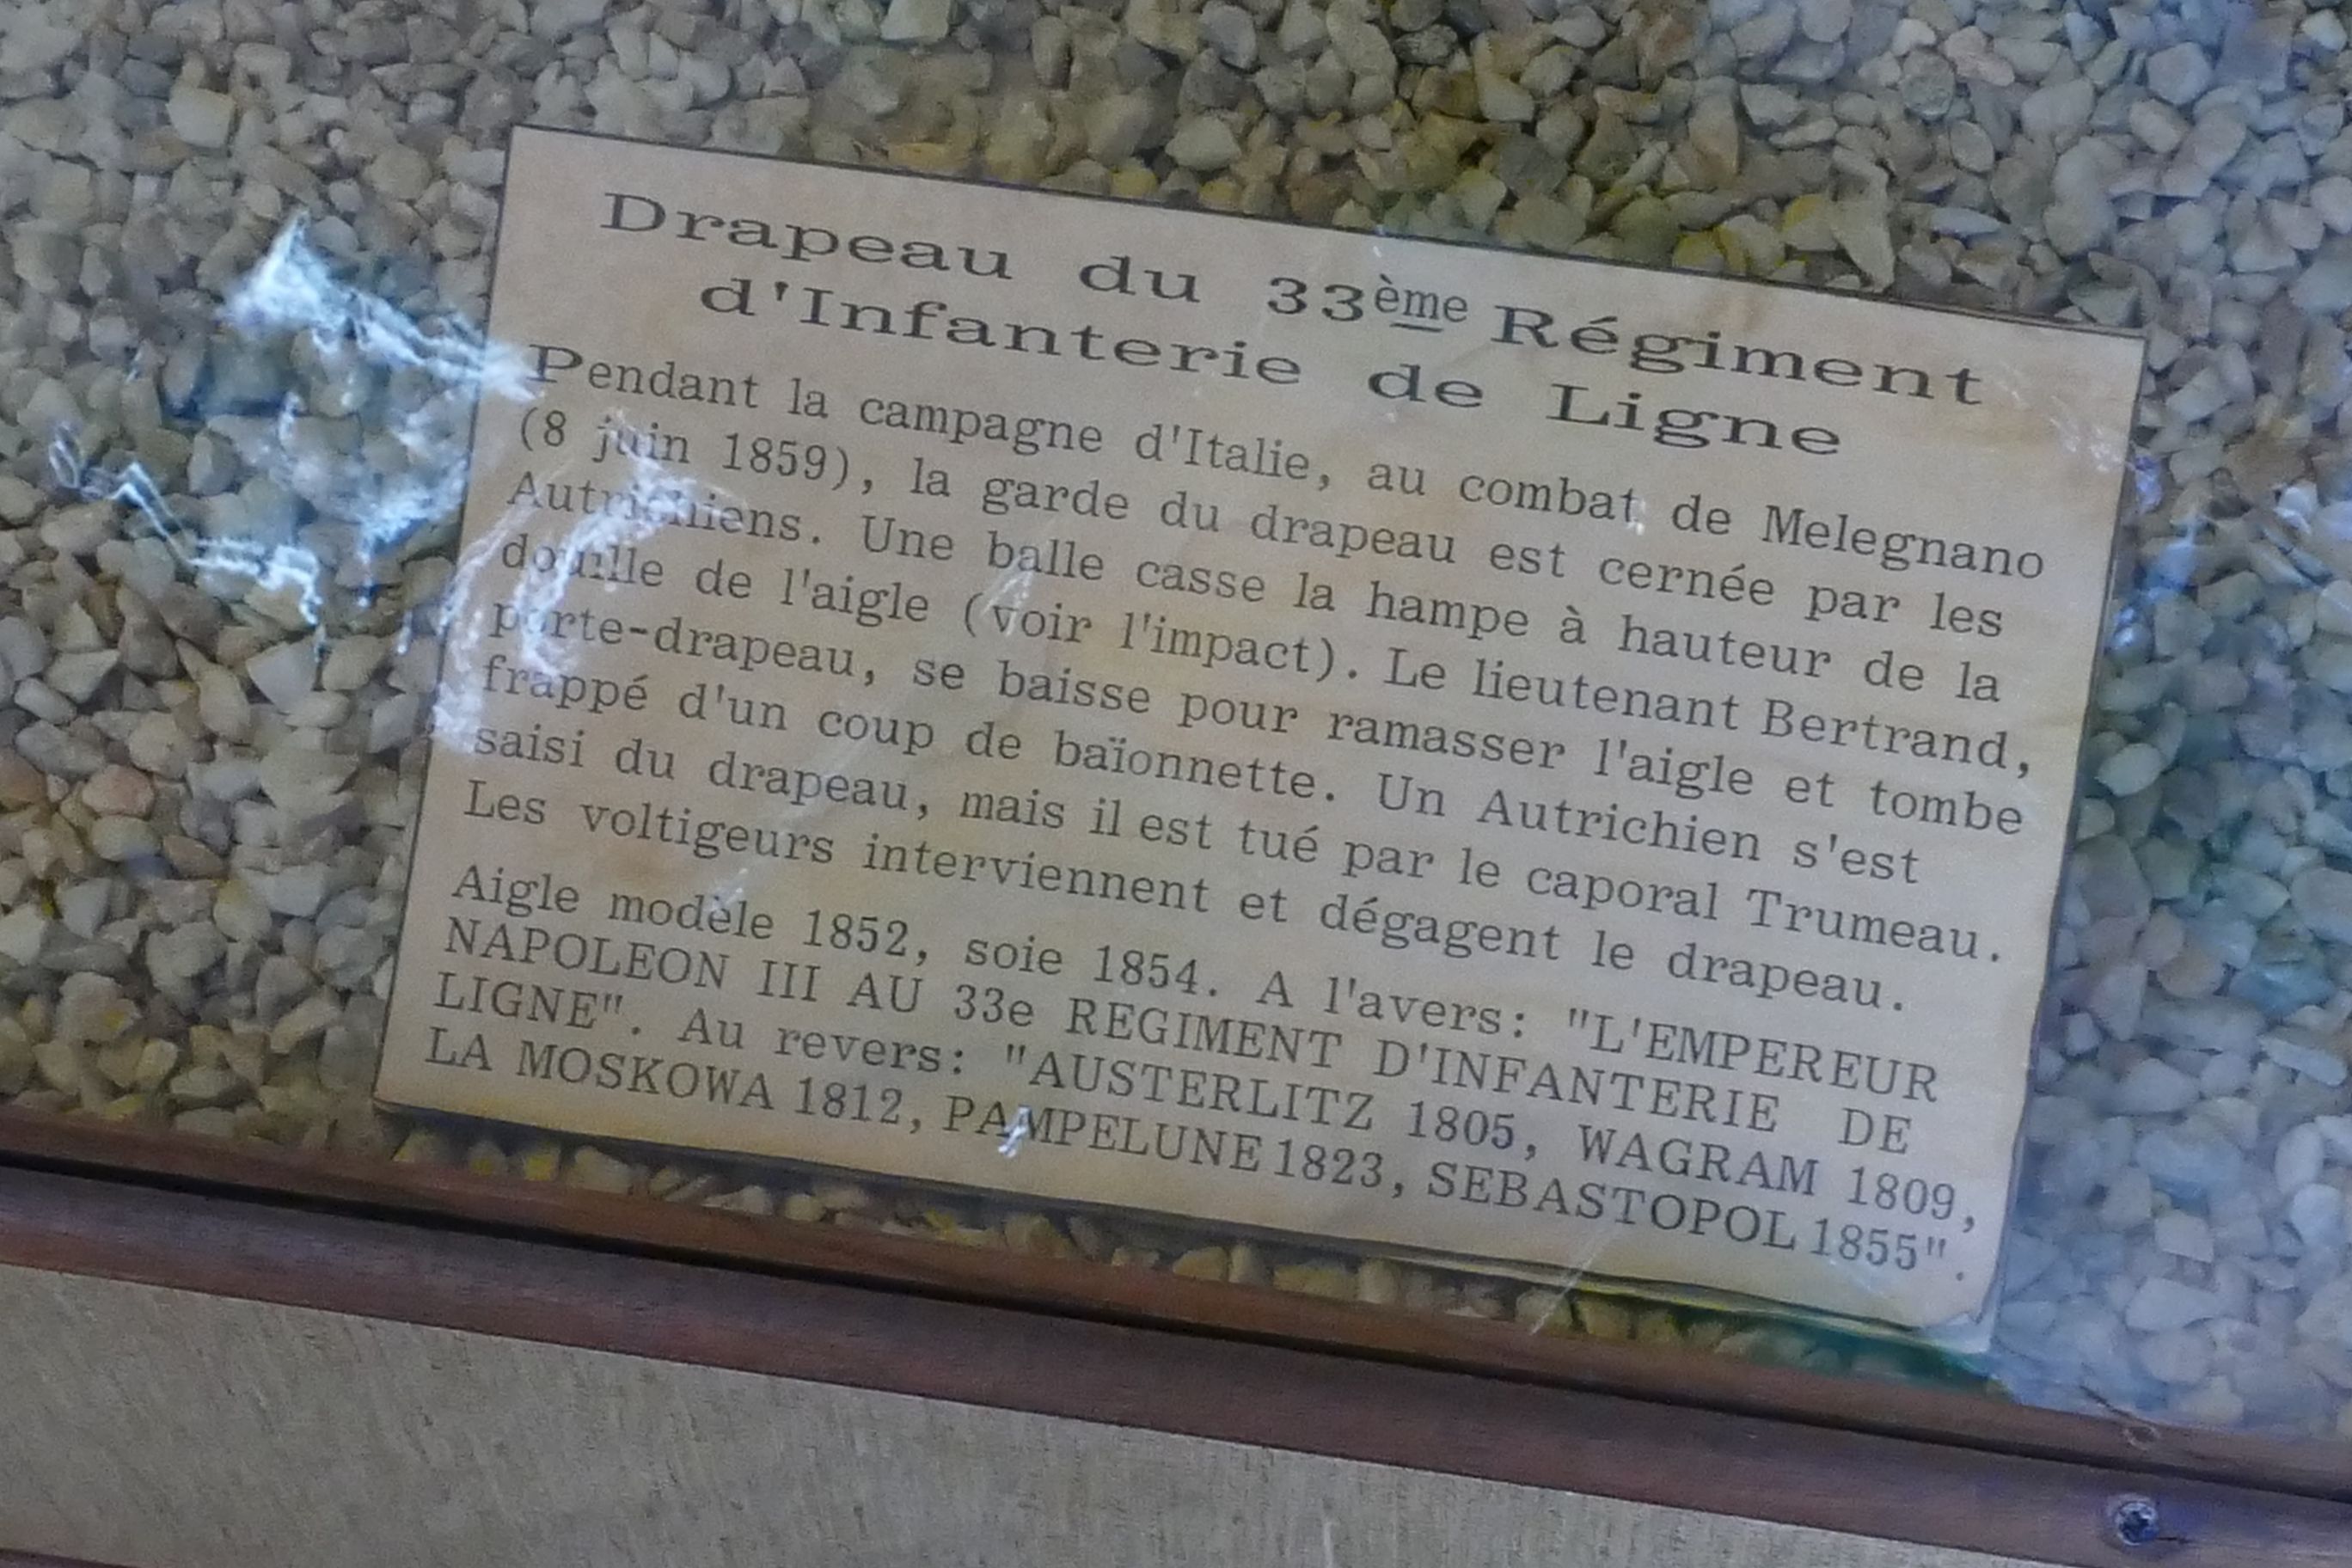 Drapeau du 33ème Régiment
d'Infanterie de Ligne
Pendant la campagne d'Italie, au combat de Melegnano
(8 juin 1859), la garde du drapeau est cernée par les
Autrichiens. Une balle casse la hampe à hauteur de la
douille de l'aigle (voir l'impact). Le lieutenant Bertrand,
porte-drapeau, se baisse pour ramasser l'aigle et tombe
frappé d'un coup de baïonnette. Un Autrichien s'est
saisi du drapeau, mais il est tué par le caporal Trumeau.
Les voltigeurs interviennent et dégagent le drapeau.
Aigle modèle 1852, soie 1854. A l'avers: "L'EMPEREUR
NAPOLEON III AU 33e REGIMENT D'INFANTERIE DE
LIGNE". Au revers: "AUSTERLITZ 1805, WAGRAM 1809,
LA MOSKOWA 1812, PAMPELUNE 1823, SEBASTOPOL 1855".